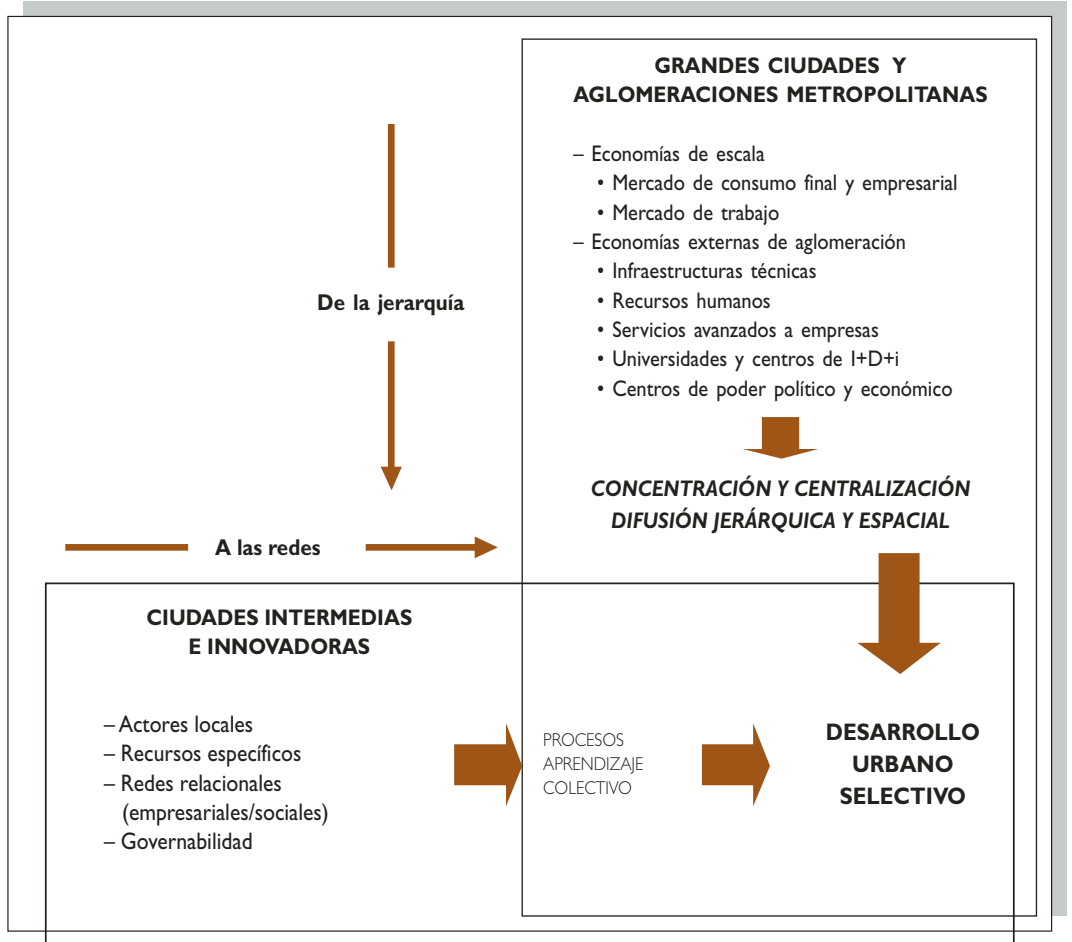 GRANDES CIUDADES Y
AGLOMERACIONES METROPOLITANAS
– Economías de escala
• Mercado de consumo final y empresarial
• Mercado de trabajo
– Economías externas de aglomeración
• Infraestructuras técnicas
• Recursos humanos
• Servicios avanzados a empresas
• Universidades y centros de I+D+i
• Centros de poder político y económico
De la jerarquía
CONCENTRACIÓN Y CENTRALIZACIÓN
DIFUSIÓN JERÁRQUICA Y ESPACIAL
A las redes
CIUDADES INTERMEDIAS
E INNOVADORAS
– Actores locales
– Recursos específicos
– Redes relacionales
(empresariales/sociales)
– Governabilidad
PROCESOS
APRENDIZAJE
COLECTIVO
DESARROLLO
URBANO
SELECTIVO